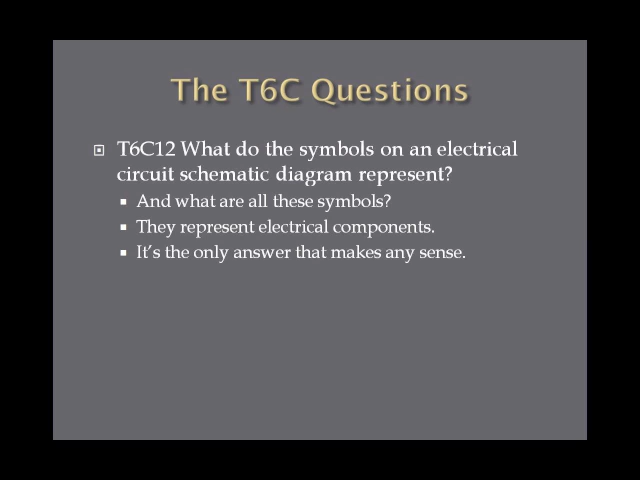 The T6C Questions
T6C12 What do the symbols on an electrical
circuit schematic diagram represent?
And what are all these symbols?
They represent electrical components.
It's the only answer that makes any sense.